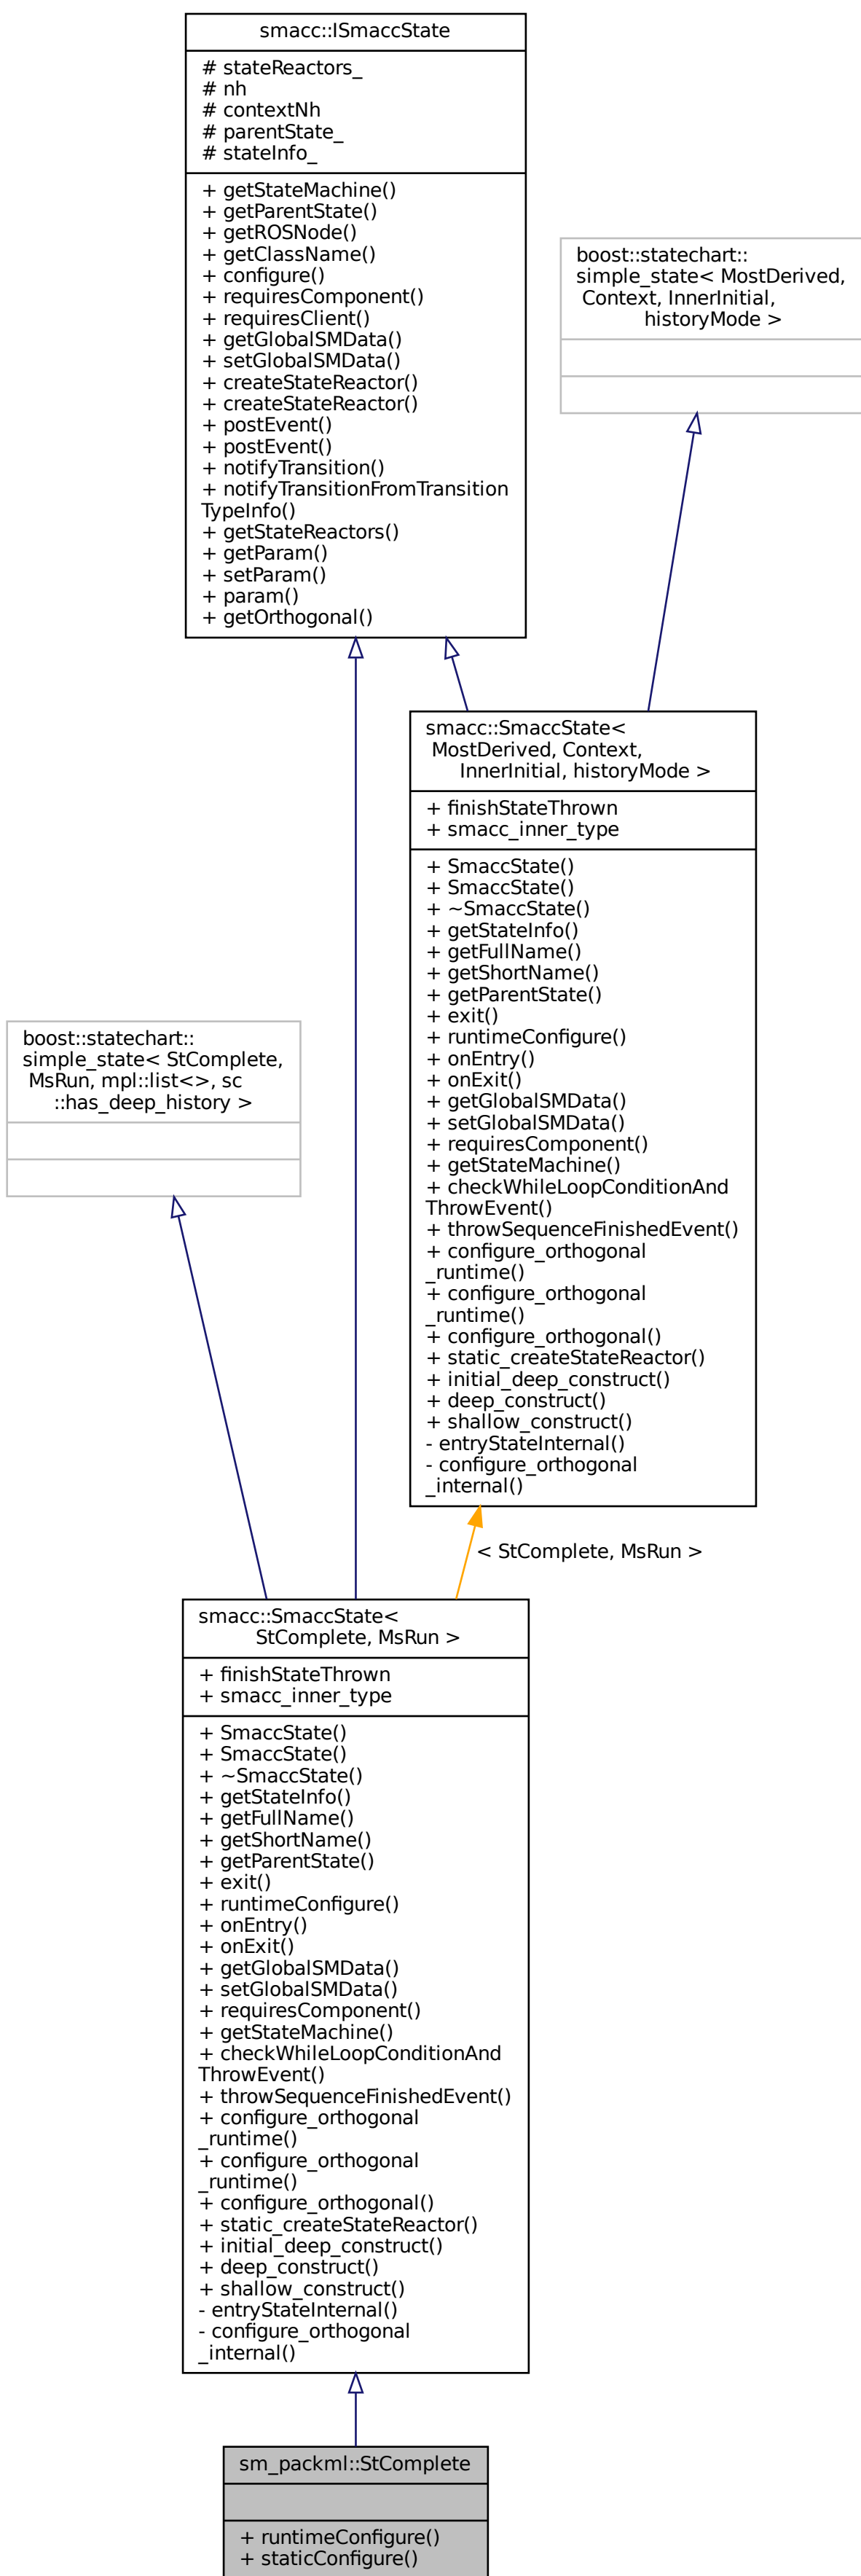 smacc::ISmaccState
# stateReactors_
# nh
# contextNh
# parentState_
# stateInfo_
+ getStateMachine()
+ getParentState()
+ getROSNode()
+ getClassName()
+ configure()
+ requiresComponent()
+ requiresClient()
+ getGlobalSMData()
+ setGlobalSMData()
+ createStateReactor()
+ createStateReactor()
+ postEvent()
+ postEvent()
+ notifyTransition()
+ notifyTransitionFromTransition
TypeInfo()
+ getStateReactors()
+ getParam()
+ setParam()
+ param()
+ getOrthogonal()
boost::statechart::
simple_state< MostDerived,
Context, InnerInitial,
historyMode >
smacc::SmaccState<
MostDerived, Context,
InnerInitial, historyMode >
+ finishStateThrown
+ smacc_inner_type
+ SmaccState()
+ SmaccState()
+ ~SmaccState()
+ getStateInfo()
+ getFullName()
+ getShortName()
+ getParentState()
+ exit()
+ runtimeConfigure()
+ onEntry()
+ onExit()
+ getGlobalSMData()
+ setGlobalSMData()
+ requiresComponent()
+ getStateMachine()
+ checkWhileLoopConditionAnd
ThrowEvent()
+ throwSequenceFinishedEvent()
+ configure_orthogonal
_runtime()
+ configure_orthogonal
_runtime()
+ configure_orthogonal()
+ static_createStateReactor()
+ initial_deep_construct()
+ deep_construct()
+ shallow_construct()
- entryStateInternal()
- configure_orthogonal
_internal()
boost::statechart::
simple_state< StComplete,
MsRun, mpl::list<>, sc
::has_deep_history >
< StComplete, MsRun >
smacc::SmaccState<
StComplete, MsRun >
+ finishStateThrown
+ smacc_inner_type
+ SmaccState()
+ SmaccState()
+ ~SmaccState()
+ getStateInfo()
+ getFullName()
+ getShortName()
+ getParentState()
+ exit()
+ runtimeConfigure()
+ onEntry()
+ onExit()
+ getGlobalSMData()
+ setGlobalSMData()
+ requiresComponent()
+ getStateMachine()
+ checkWhileLoopConditionAnd
ThrowEvent()
+ throwSequenceFinishedEvent()
+ configure_orthogonal
_runtime()
+ configure_orthogonal
_runtime()
+ configure_orthogonal()
+ static_createStateReactor()
+ initial_deep_construct()
+ deep_construct()
+ shallow_construct()
- entryStateInternal()
- configure_orthogonal
_internal()
sm_packml::StComplete
+ runtimeConfigure()
+ staticConfigure()